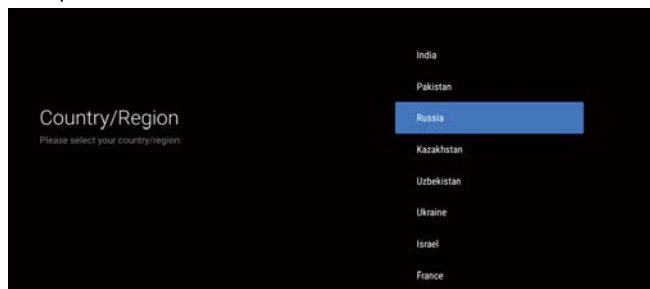 Country/Region
Please select your country/region:
India
Pakistan
Russia
Kazakhstan
Uzbekistan
Ukraine
Israel
France